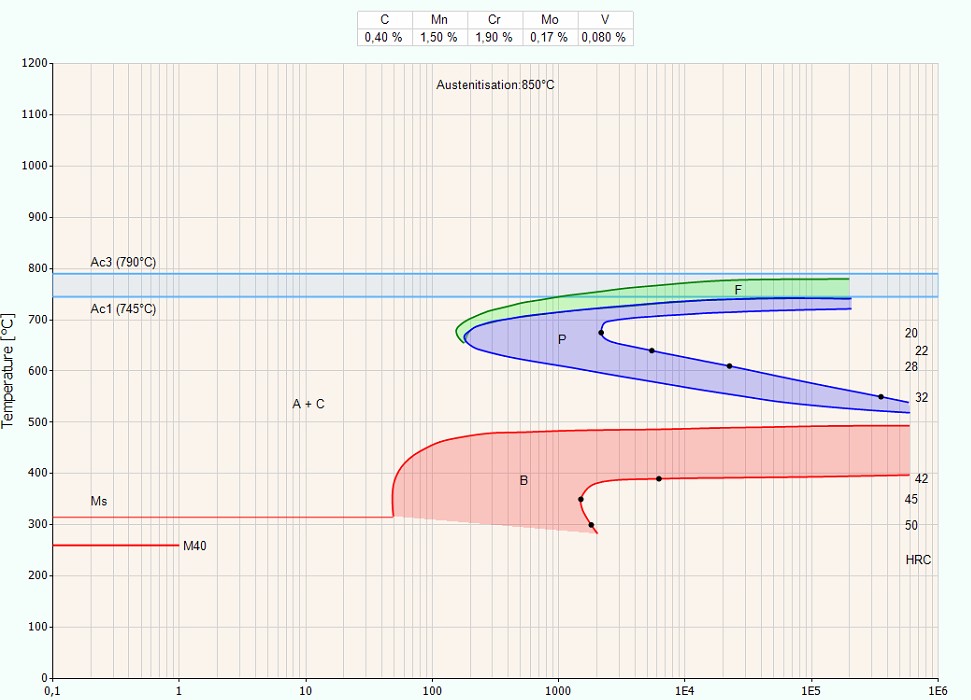 C Mn Cr Mo V
0,40 % 1,50 % 1,90 % 0,17 % 0,080 %
Austenitisation:850°C
1200
1100
1000
900
800
700
600
500
400
300
200
100
0
Temperature [°C]
Ac3 (790°C)
Ac1 (745°C)
F
P
A + C
B
Ms
M40
20
22
28
32
42
45
50
HRC
0,1 1 10 100 1000 1E4 1E5 1E6